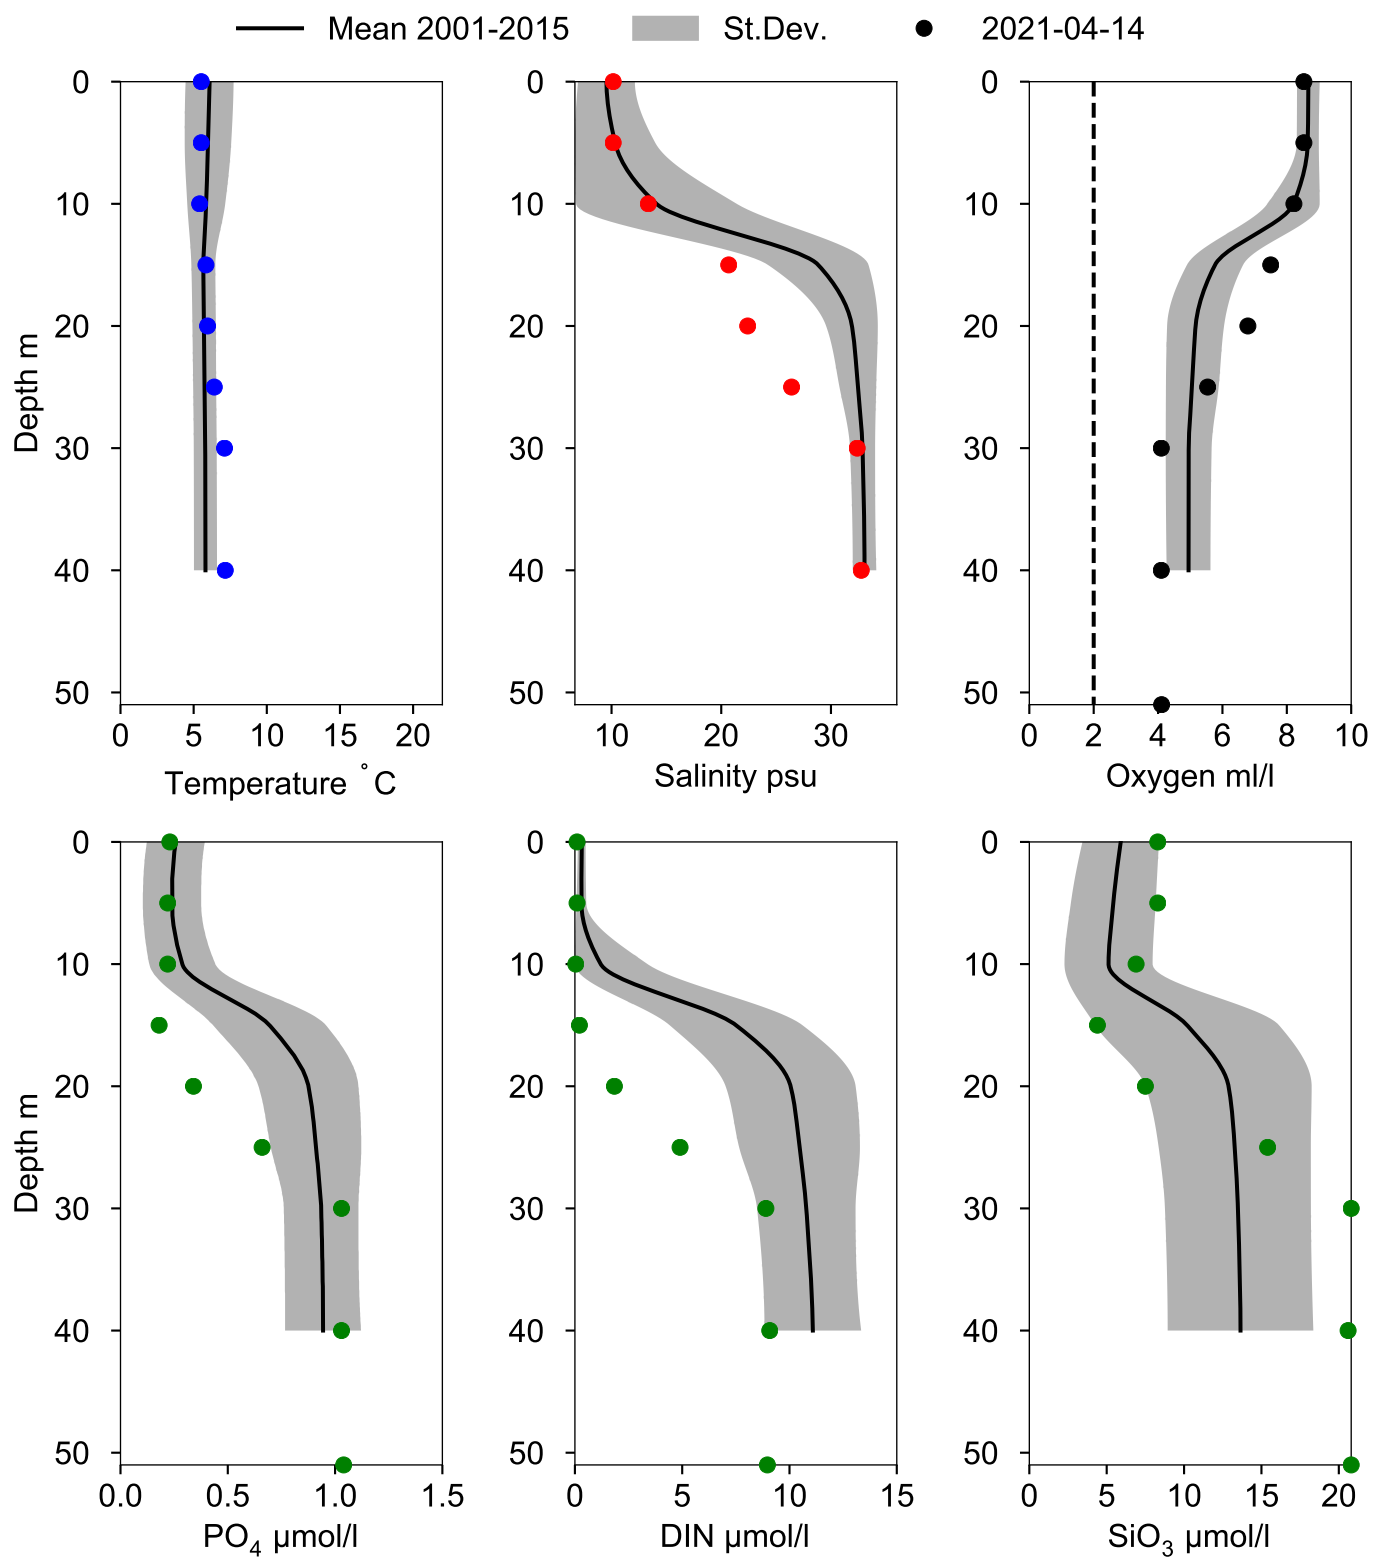 Mean 2001-2015 St.Dev. 2021-04-14
0 0 0
10 10 10
20 20 20
30 30 30
40 40 40
50 50 50
Depth m
0 5 10 15 20 10 20 30 0 2 4 6 8 10
Temperature °C Salinity psu Oxygen ml/l
0 0 0
10 10 10
20 20 20
30 30 30
40 40 40
50 50 50
Depth m
0.0 0.5 1.0 1.5 0 5 10 15 0 5 10 15 20
PO₄ µmol/l DIN µmol/l SiO₃ µmol/l